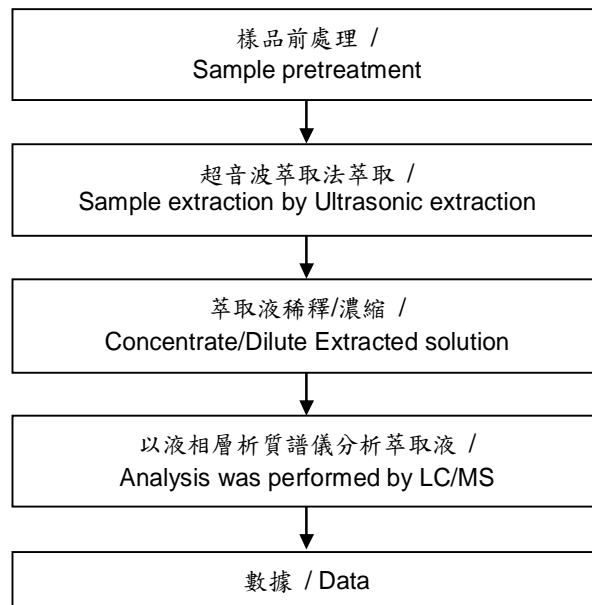 樣品前處理 /
Sample pretreatment
超音波萃取法萃取 /
Sample extraction by Ultrasonic extraction
萃取液稀釋/濃縮 /
Concentrate/Dilute Extracted solution
以液相層析質譜儀分析萃取液 /
Analysis was performed by LC/MS
數據 / Data